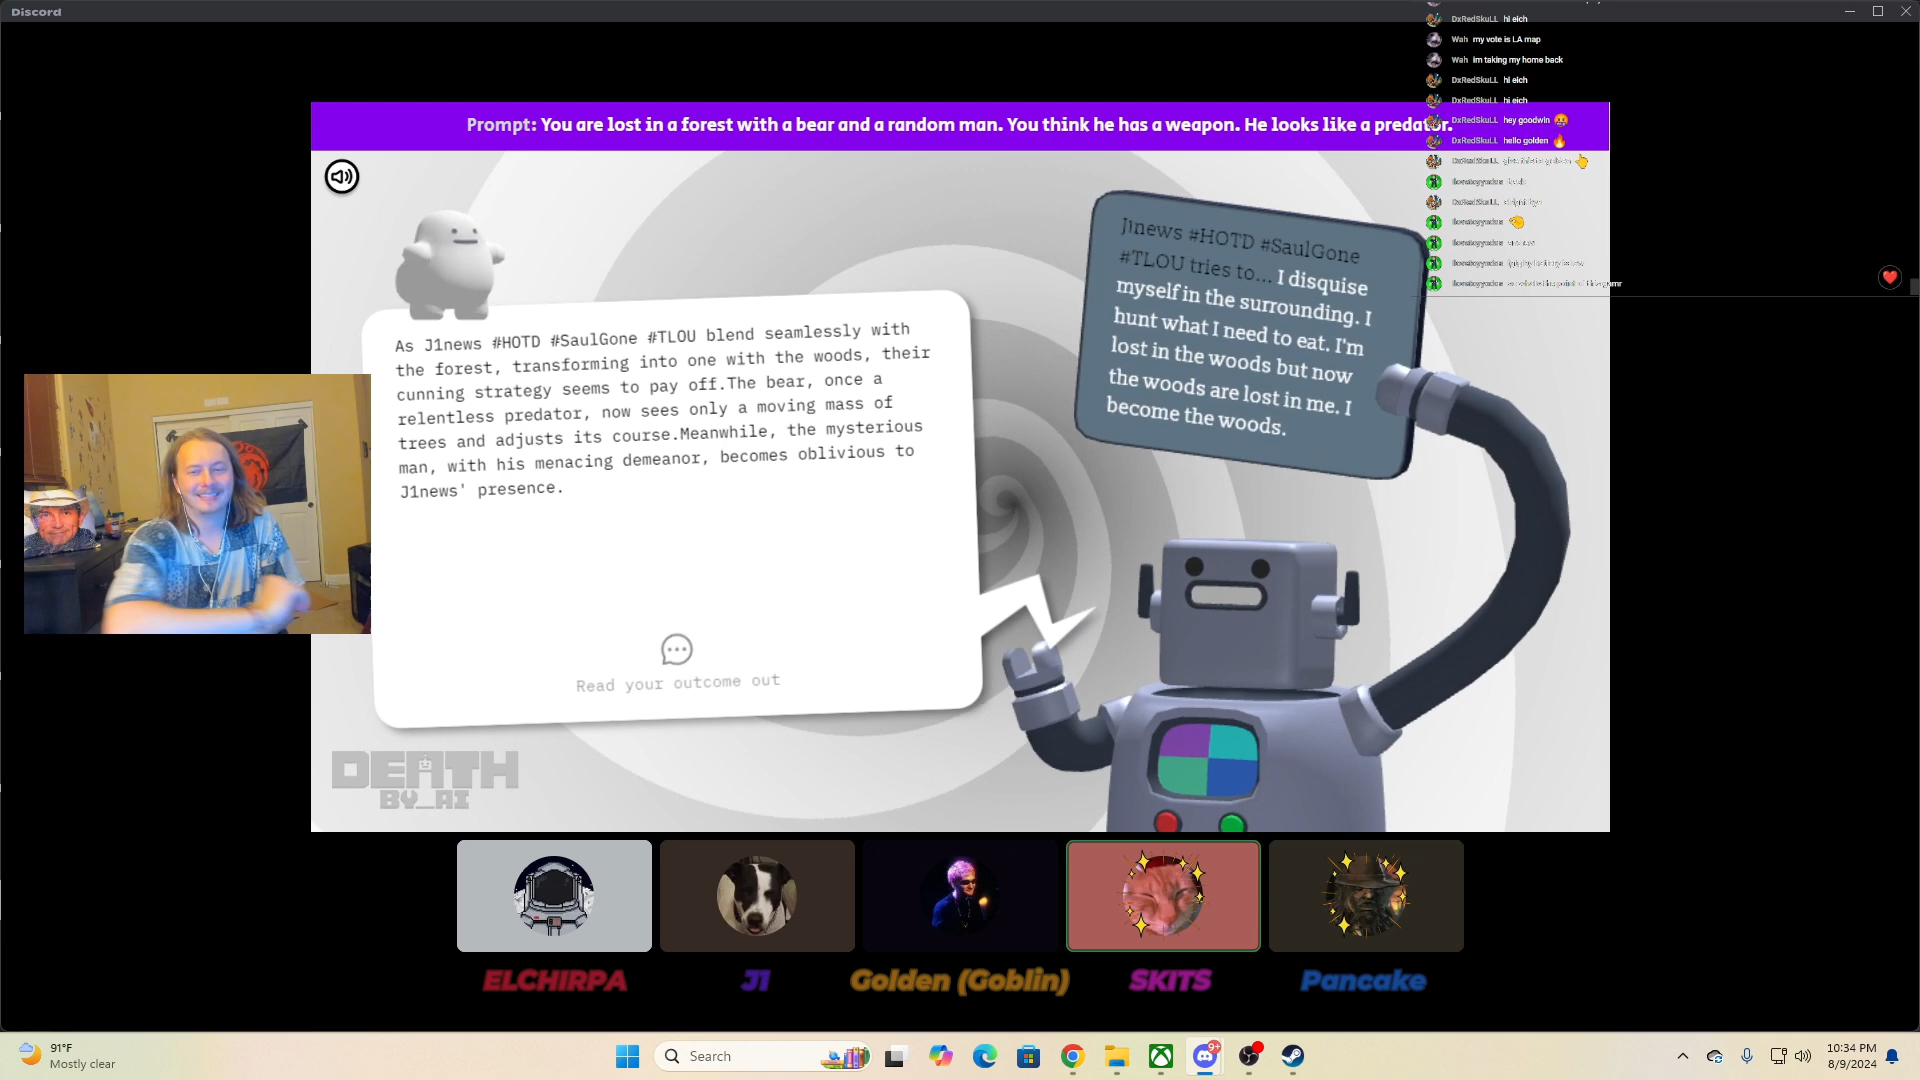 Discord
DxRedSkuLL hi eich
Wah my vote is LA map
Wah im taking my home back
DxRedSkuLL hi eich
DxRedSkuLL hi eich
DxRedSkuLL hey goodwin
DxRedSkuLL hello golden
Prompt: You are lost in a forest with a bear and a random man. You think he has a weapon. He looks like a predator.
As J1news #HOTD #SaulGone #TLOU blend seamlessly with
the forest, transforming into one with the woods, their
cunning strategy seems to pay off.The bear, once a
relentless predator, now sees only a moving mass of
trees and adjusts its course.Meanwhile, the mysterious
man, with his menacing demeanor, becomes oblivious to
J1news' presence.
Read your outcome out
J1news #HOTD #SaulGone
#TLOU tries to... I disquise
myself in the surrounding. I
hunt what I need to eat. I'm
lost in the woods but now
the woods are lost in me. I
become the woods.
DEATH
BY_AI
ELCHIRPA
J1
Golden (Goblin)
SKITS
Pancake
91°F
Mostly clear
Search
9+
10:34 PM
8/9/2024